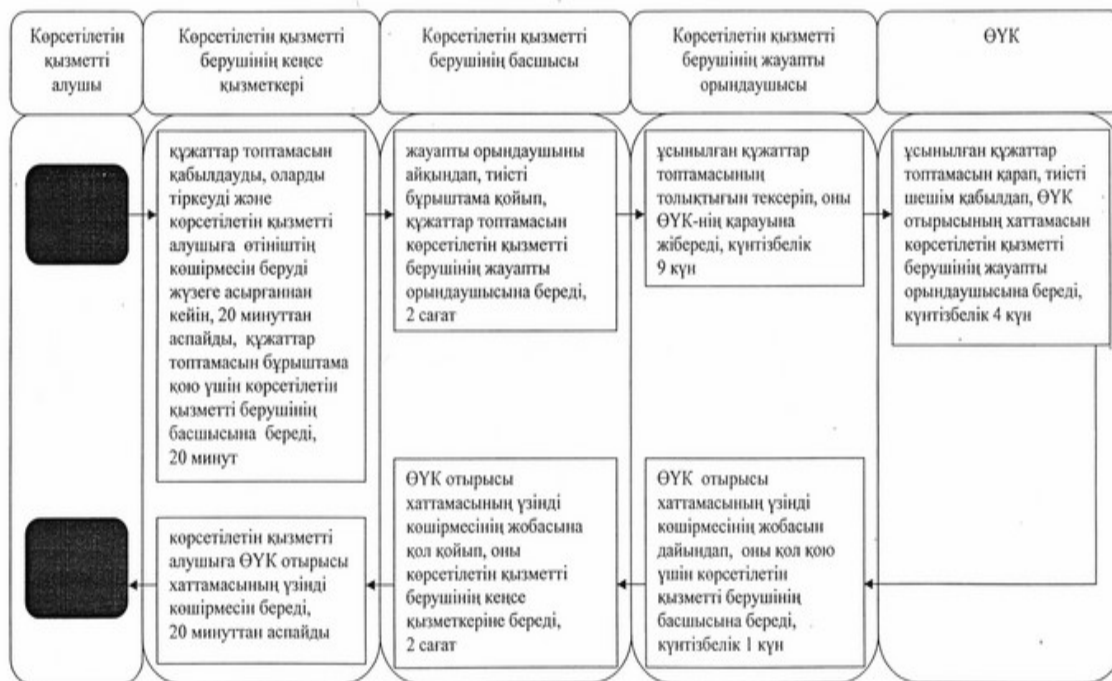 Көрсетілетін
қызметті
алушы
Көрсетілетін қызметті
берушінің кеңсе
қызметкері
Көрсетілетін қызметті
берушінің басшысы
Көрсетілетін қызметті
берушінің жауапты
орындаушысы
ӨҮК
құжаттар топтамасын
қабылдауды, оларды
тіркеуді және
көрсетілетін қызметті
алушыға өтініштің
көшірмесін беруді
жүзеге асырғаннан
кейін, 20 минуттан
аспайды, құжаттар
топтамасын бұрыштама
қою үшін көрсетілетін
қызметті берушінің
басшысына береді,
20 минут
жауапты орындаушыны
айқындап, тиісті
бұрыштама қойып,
құжаттар топтамасын
көрсетілетін қызметті
берушінің жауапты
орындаушысына береді,
2 сағат
ұсынылған құжаттар
топтамасының
толықтығын тексеріп, оны
ӨҮК-нің қарауына
жібереді, күнтізбелік
9 күн
ұсынылған құжаттар
топтамасын қарап, тиісті
шешім қабылдап, ӨҮК
отырысының хаттамасын
көрсетілетін қызметті
берушінің жауапты
орындаушысына береді,
күнтізбелік 4 күн
ӨҮК отырысы
хаттамасының үзінді
көшірмесінің жобасын
дайындап, оны қол қою
үшін көрсетілетін
қызметті берушінің
басшысына береді,
күнтізбелік 1 күн
ӨҮК отырысы
хаттамасының үзінді
көшірмесінің жобасына
қол қойып, оны
көрсетілетін қызметті
берушінің кеңсе
қызметкеріне береді,
2 сағат
көрсетілетін қызметті
алушыға ӨҮК отырысы
хаттамасының үзінді
көшірмесін береді,
20 минуттан аспайды